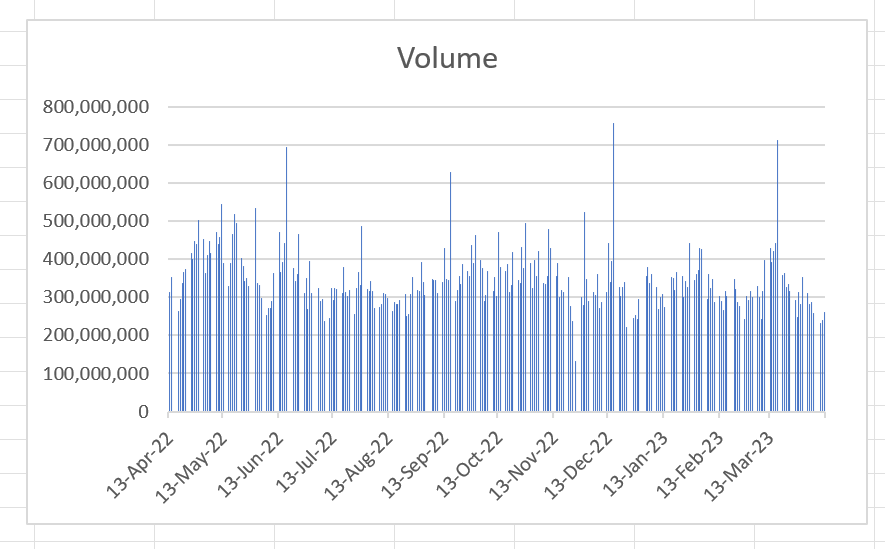 Volume
800,000,000
700,000,000
600,000,000
500,000,000
400,000,000
300,000,000
200,000,000
100,000,000
0
13-Apr-22
13-May-22
13-Jun-22
13-Jul-22
13-Aug-22
13-Sep-22
13-Oct-22
13-Nov-22
13-Dec-22
13-Jan-23
13-Feb-23
13-Mar-23